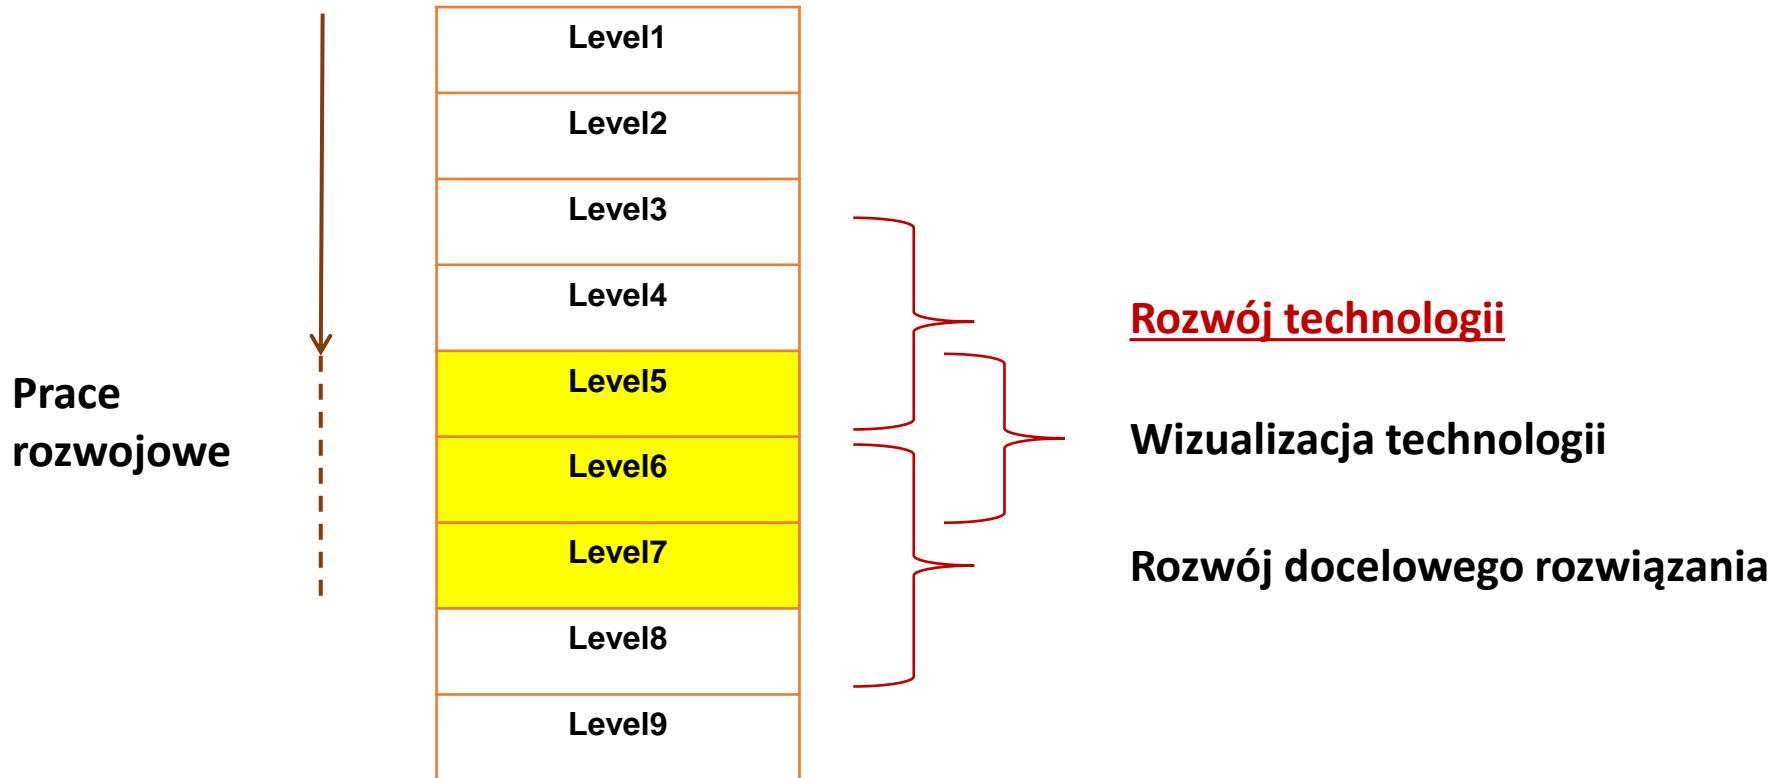 Level1
Level2
Level3
Level4
Level5
Level6
Level7
Level8
Level9
Prace
rozwojowe
Rozwój technologii
Wizualizacja technologii
Rozwój docelowego rozwiązania